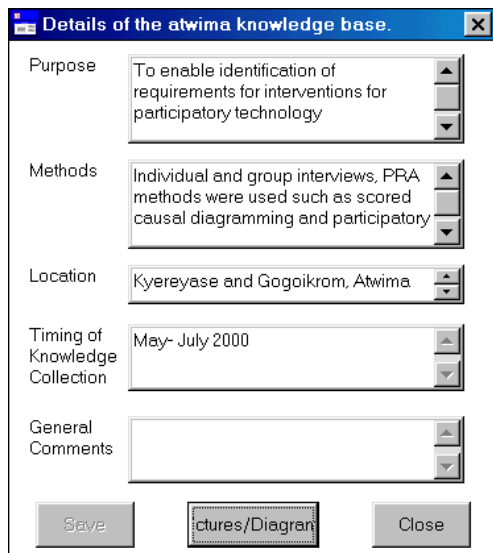 Details of the atwima knowledge base.
Purpose
To enable identification of
requirements for interventions for
participatory technology
Methods
Individual and group interviews, PRA
methods were used such as scored
causal diagramming and participatory
Location
Kyereyase and Gogoikrom, Atwima
Timing of
Knowledge
Collection
May- July 2000
General
Comments
Save
ctures/Diagran
Close